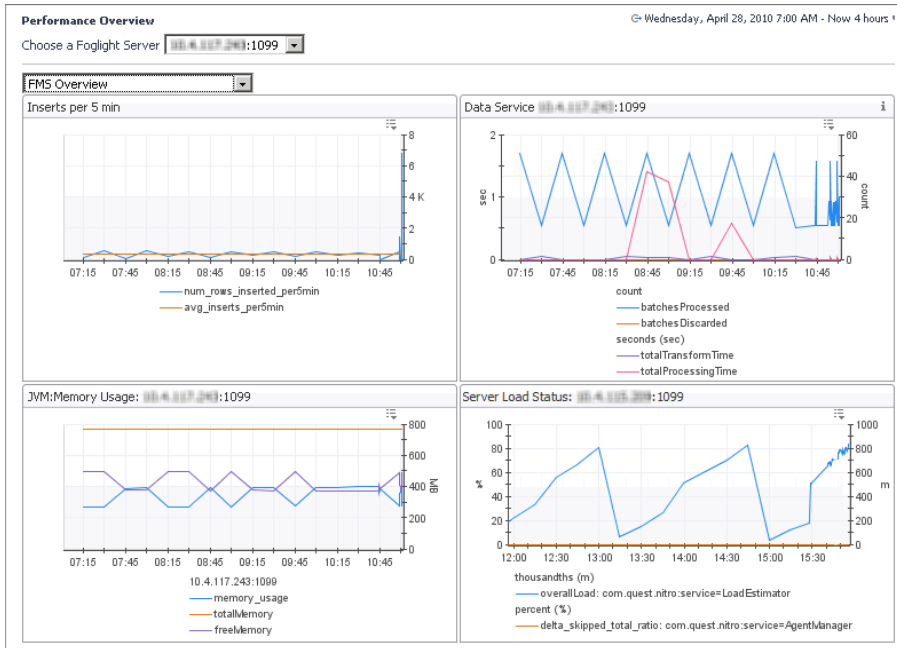 Performance Overview
Wednesday, April 28, 2010 7:00 AM - Now 4 hours
Choose a Foglight Server :1099
FMS Overview
Inserts per 5 min
8
6
4 K
2
0
07:15 07:45 08:15 08:45 09:15 09:45 10:15 10:45
num_rows_inserted_per5min
avg_inserts_per5min
Data Service :1099 i
2
1
0
sec
60
40
20
0
count
07:15 07:45 08:15 08:45 09:15 09:45 10:15 10:45
count
batchesProcessed
batchesDiscarded
seconds (sec)
totalTransformTime
totalProcessingTime
JVM:Memory Usage: :1099
800
600
400
200
0
MB
07:15 07:45 08:15 08:45 09:15 09:45 10:15 10:45
10.4.117.243:1099
memory_usage
totalMemory
freeMemory
Server Load Status: :1099
100
80
60
40
20
0
%
1000
800
600
400
200
0
m
12:00 12:30 13:00 13:30 14:00 14:30 15:00 15:30
thousandths (m)
overallLoad: com.quest.nitro:service=LoadEstimator
percent (%)
delta_skipped_total_ratio: com.quest.nitro:service=AgentManager